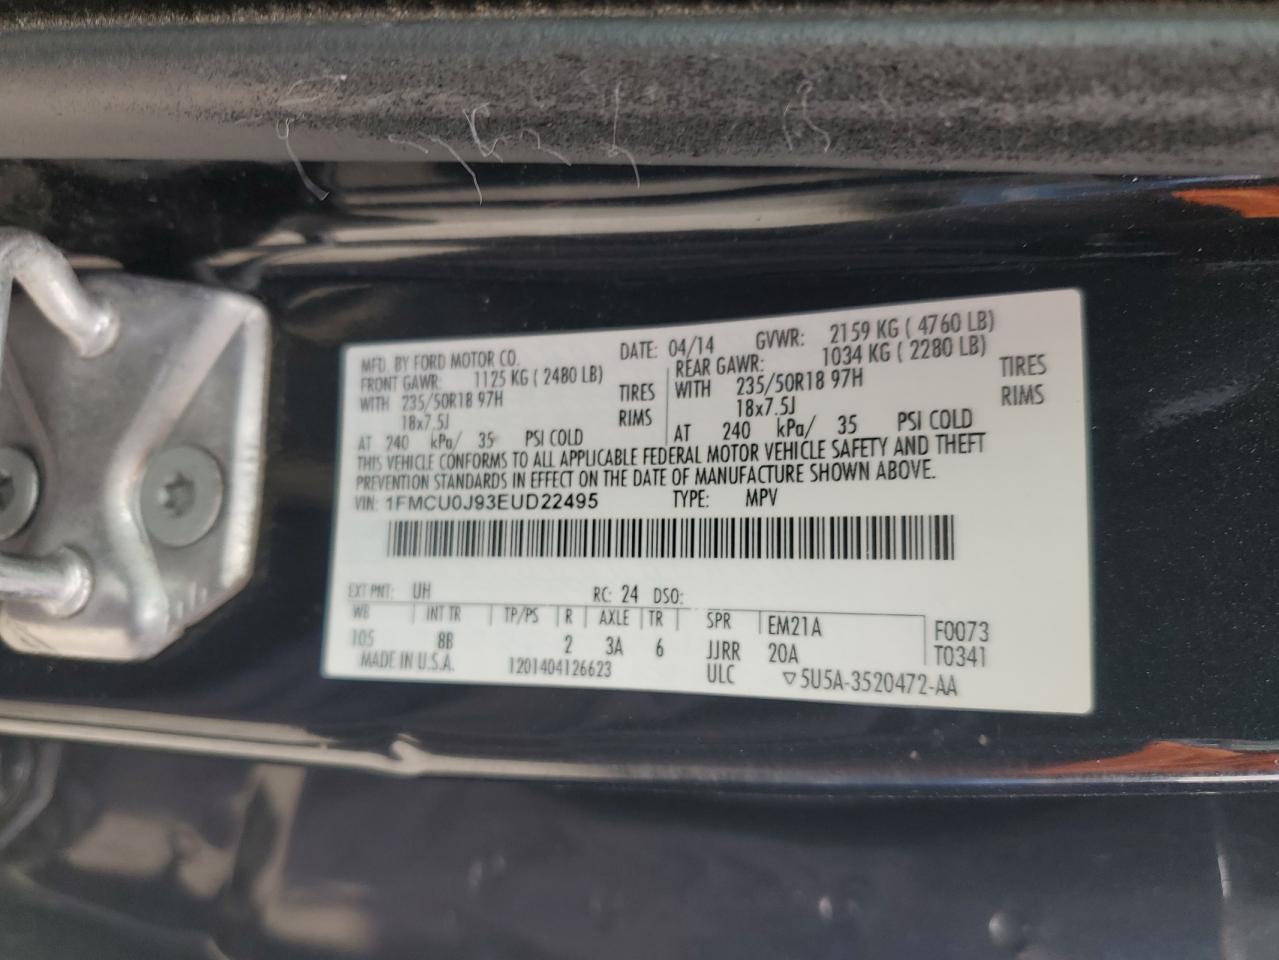 MFD. BY FORD MOTOR CO. DATE: 04/14 GVWR: 2159 KG ( 4760 LB)
FRONT GAWR: 1125 KG ( 2480 LB) REAR GAWR: 1034 KG ( 2280 LB)
WITH 235/50R18 97H TIRES WITH 235/50R18 97H TIRES
18x7.5J RIMS 18x7.5J RIMS
AT 240 kPa/ 35 PSI COLD AT 240 kPa/ 35 PSI COLD
THIS VEHICLE CONFORMS TO ALL APPLICABLE FEDERAL MOTOR VEHICLE SAFETY AND THEFT
PREVENTION STANDARDS IN EFFECT ON THE DATE OF MANUFACTURE SHOWN ABOVE.
VIN: 1FMCU0J93EUD22495 TYPE: MPV
EXT PNT: UH RC: 24 DSO:
WB INT TR TP/PS R AXLE TR SPR EM21A F0073
105 8B 2 3A 6 JJRR 20A T0341
MADE IN U.S.A. 1201404126623 ULC ▽5U5A-3520472-AA